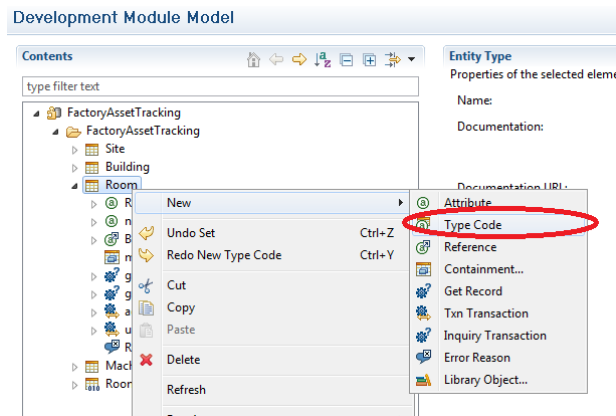 Development Module Model
Contents
type filter text
FactoryAssetTracking
FactoryAssetTracking
Site
Building
Room
R
n
B
m
g
g
a
u
R
Mach
Roor
Entity Type
Properties of the selected eleme
Name:
Documentation:
Documentation URL:
New
Undo Set Ctrl+Z
Redo New Type Code Ctrl+Y
Cut
Copy
Paste
Delete
Refresh
Attribute
Type Code
Reference
Containment...
Get Record
Txn Transaction
Inquiry Transaction
Error Reason
Library Object...